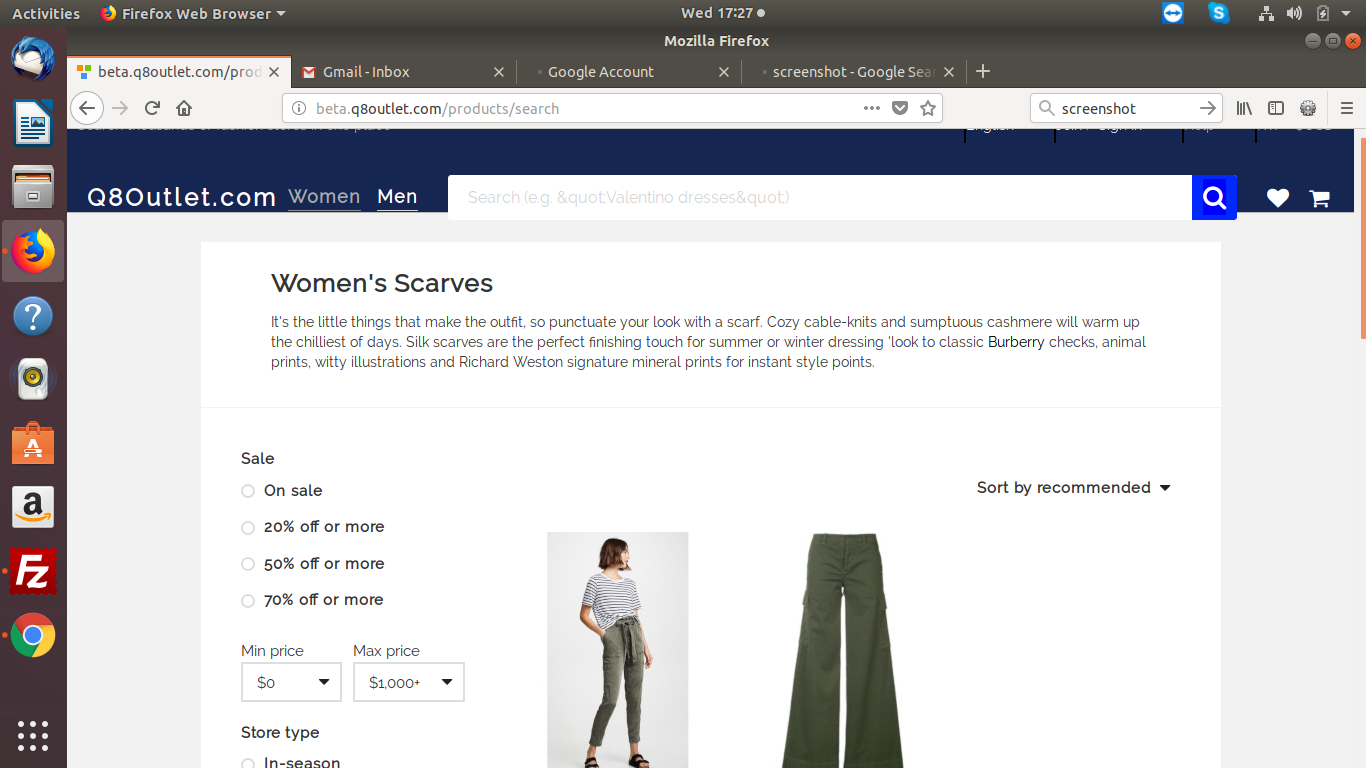 Activities Firefox Web Browser Wed 17:27
Mozilla Firefox
beta.q8outlet.com/prod Gmail - Inbox Google Account screenshot - Google Sear
beta.q8outlet.com/products/search screenshot
Q8Outlet.com Women Men Search (e.g. &quot;Valentino dresses&quot;)
Women's Scarves
It's the little things that make the outfit, so punctuate your look with a scarf. Cozy cable-knits and sumptuous cashmere will warm up
the chilliest of days. Silk scarves are the perfect finishing touch for summer or winter dressing 'look to classic Burberry checks, animal
prints, witty illustrations and Richard Weston signature mineral prints for instant style points.
Sale
On sale
Sort by recommended
20% off or more
50% off or more
70% off or more
Min price Max price
$0 $1,000+
Store type
In-season